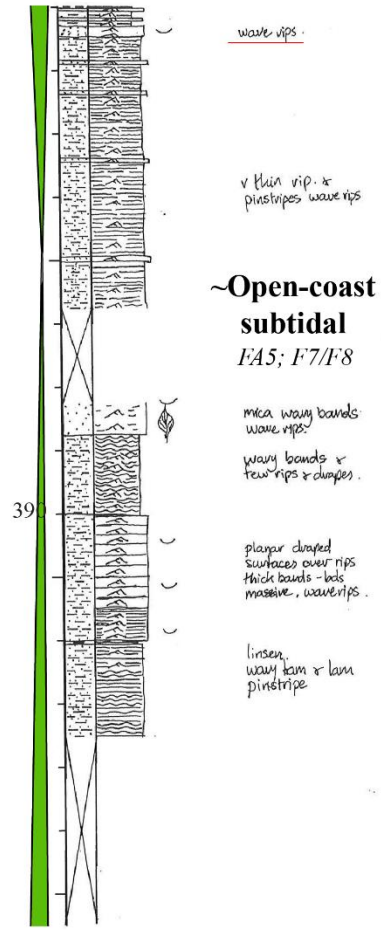 wave rips.
v thin rip. &
pinstripes wave rips
~Open-coast
subtidal
FA5; F7/F8
mica wavy bands
wave rips.
wavy bands &
few rips & drapes.
390
planar draped
surfaces over rips
thick bands - bds
massive, wave rips.
linsen.
wavy lam & lam
pinstripe